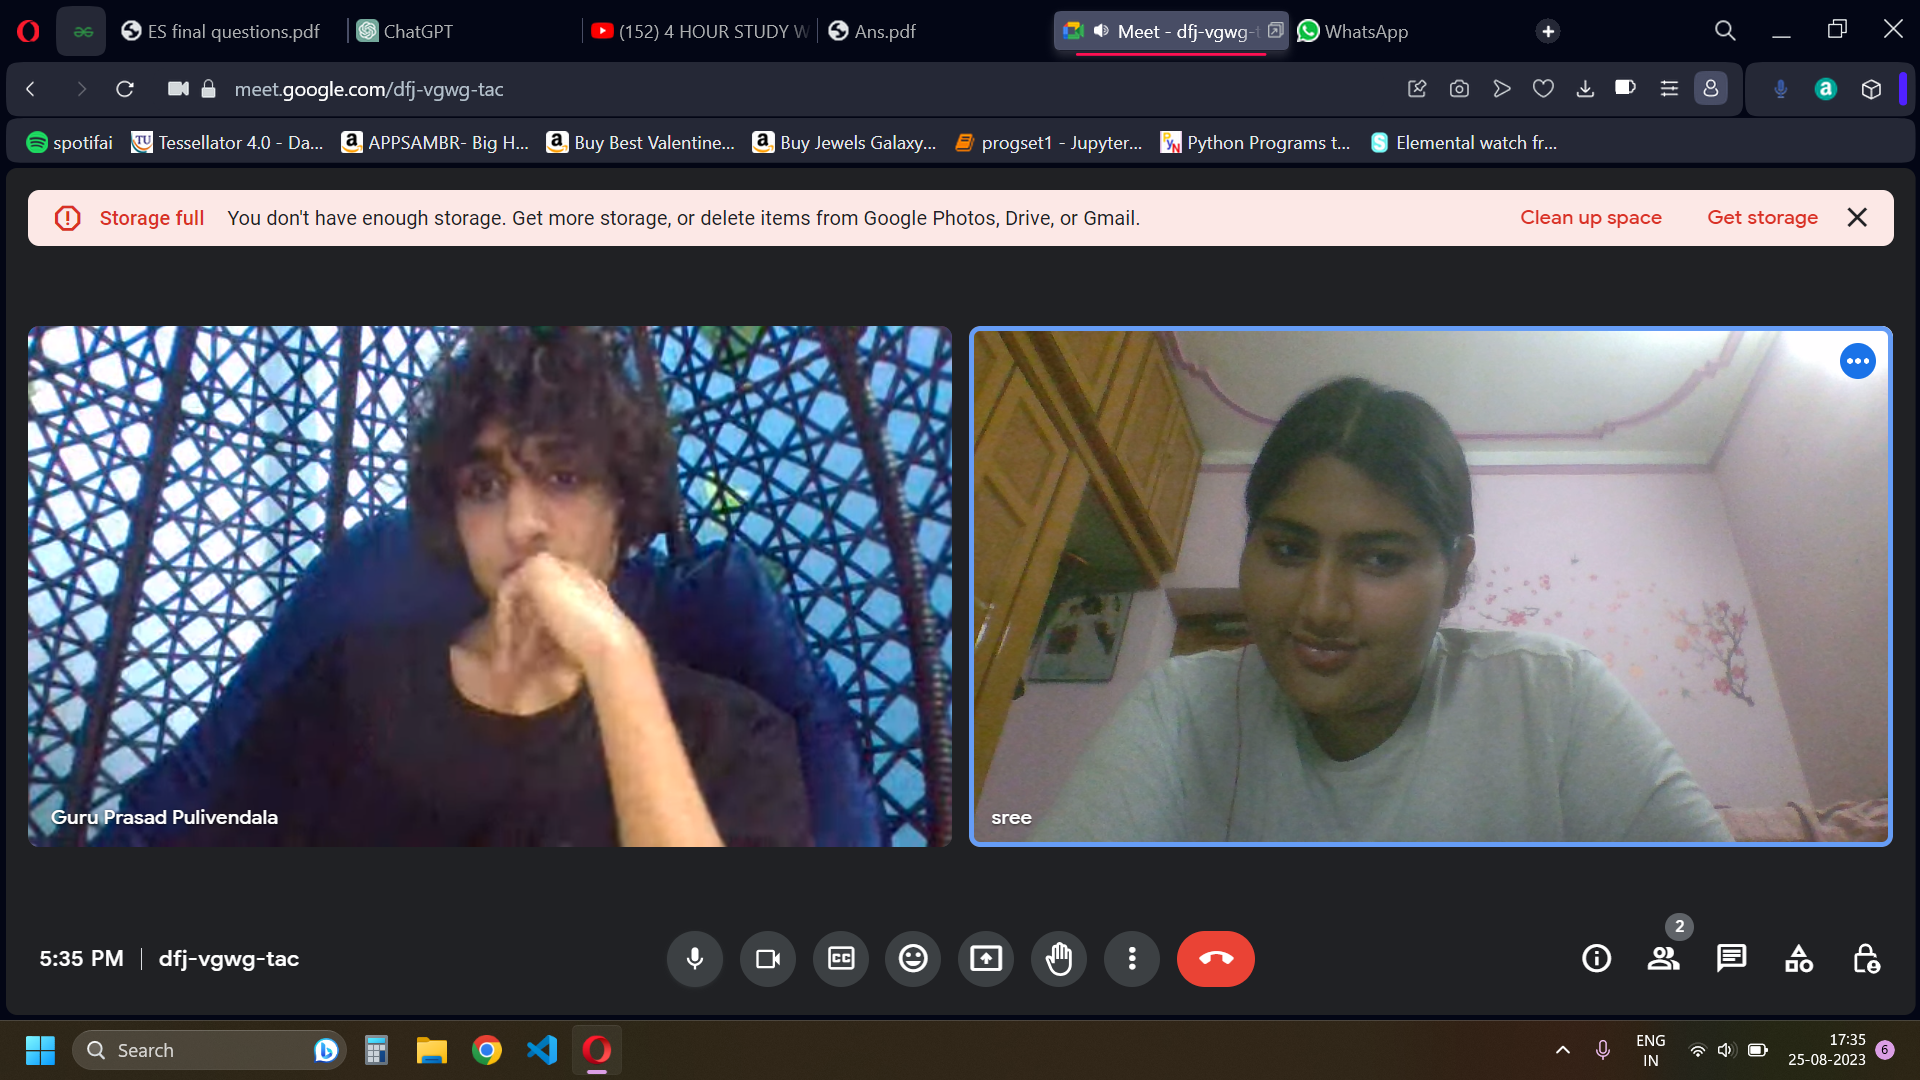 ES final questions.pdf
ChatGPT
(152) 4 HOUR STUDY W
Ans.pdf
Meet - dfj-vgwg-t
WhatsApp
meet.google.com/dfj-vgwg-tac
spotifai
TU Tessellator 4.0 - Da...
APPSAMBR- Big H...
Buy Best Valentine...
Buy Jewels Galaxy...
progset1 - Jupyter...
Python Programs t...
Elemental watch fr...
Storage full You don't have enough storage. Get more storage, or delete items from Google Photos, Drive, or Gmail. Clean up space Get storage
Guru Prasad Pulivendala
sree
2
5:35 PM dfj-vgwg-tac
CC
Search
ENG
IN
17:35
25-08-2023
6